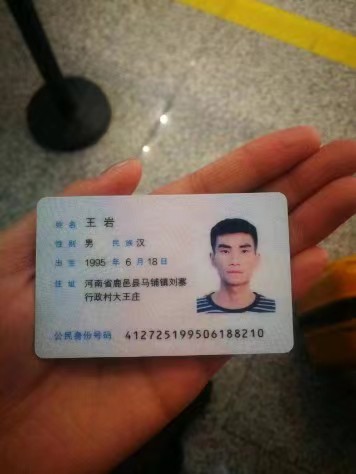 姓名 王岩
性别 男 民族 汉
出生 1995 年 6 月 18 日
住址 河南省鹿邑县马铺镇刘寨
行政村大王庄
公民身份号码 412725199506188210